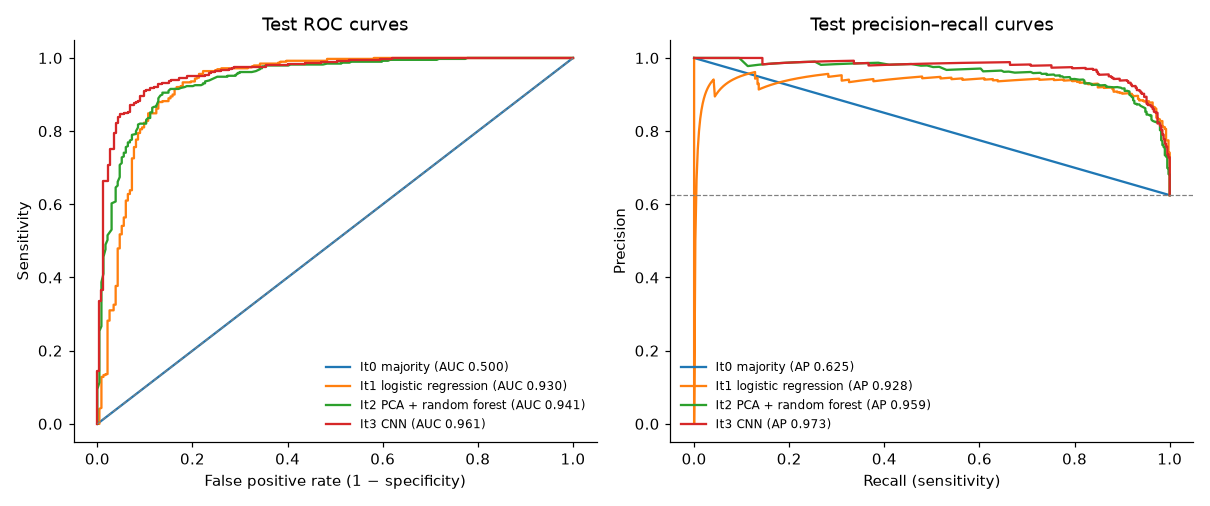 Test ROC curves
Sensitivity
1.0
0.8
0.6
0.4
0.2
0.0
It0 majority (AUC 0.500)
It1 logistic regression (AUC 0.930)
It2 PCA + random forest (AUC 0.941)
It3 CNN (AUC 0.961)
0.0 0.2 0.4 0.6 0.8 1.0
False positive rate (1 − specificity)
Test precision–recall curves
Precision
1.0
0.8
0.6
0.4
0.2
0.0
It0 majority (AP 0.625)
It1 logistic regression (AP 0.928)
It2 PCA + random forest (AP 0.959)
It3 CNN (AP 0.973)
0.0 0.2 0.4 0.6 0.8 1.0
Recall (sensitivity)